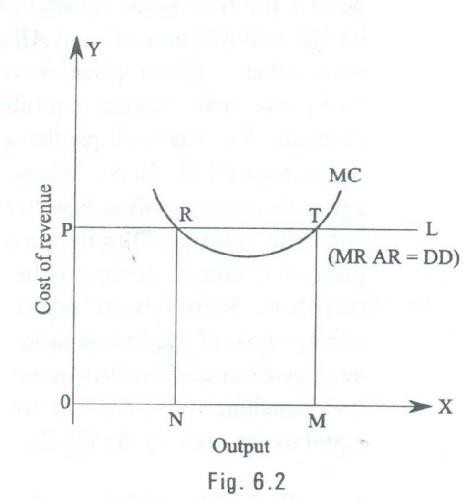 Y
MC
P
R
T
L
(MR AR = DD)
Cost of revenue
0
N
M
X
Output
Fig. 6.2